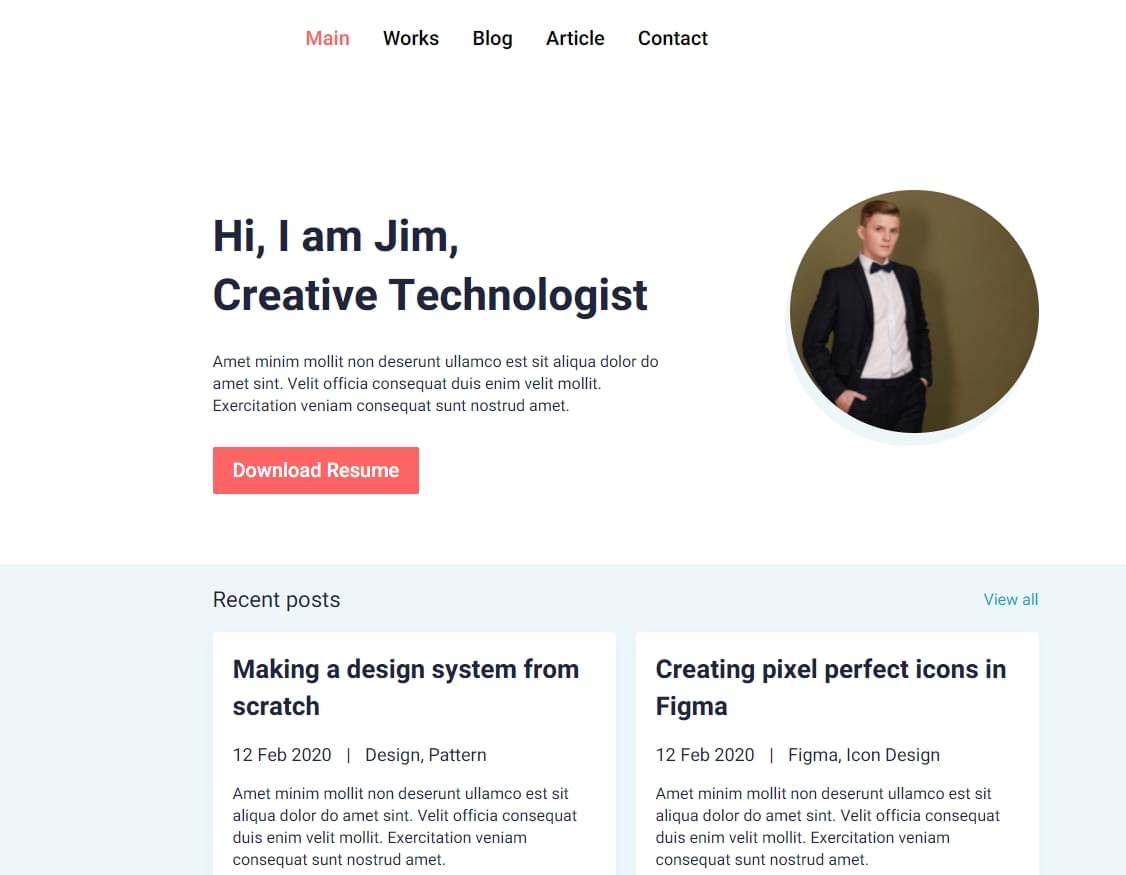 Main Works Blog Article Contact
Hi, I am Jim,
Creative Technologist
Amet minim mollit non deserunt ullamco est sit aliqua dolor do
amet sint. Velit officia consequat duis enim velit mollit.
Exercitation veniam consequat sunt nostrud amet.
Download Resume
Recent posts
View all
Making a design system from
scratch
12 Feb 2020 | Design, Pattern
Amet minim mollit non deserunt ullamco est sit
aliqua dolor do amet sint. Velit officia consequat
duis enim velit mollit. Exercitation veniam
consequat sunt nostrud amet.
Creating pixel perfect icons in
Figma
12 Feb 2020 | Figma, Icon Design
Amet minim mollit non deserunt ullamco est sit
aliqua dolor do amet sint. Velit officia consequat
duis enim velit mollit. Exercitation veniam
consequat sunt nostrud amet.